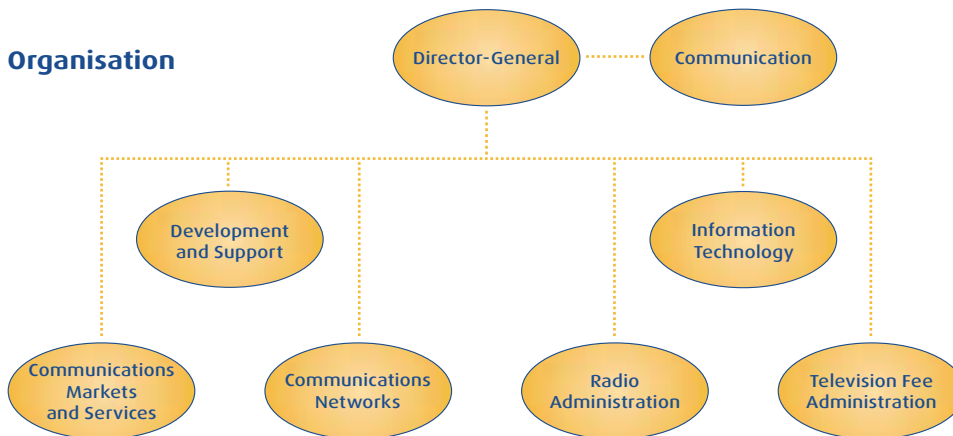 Organisation
Director-General
Communication
Development
and Support
Information
Technology
Communications
Markets
and Services
Communications
Networks
Radio
Administration
Television Fee
Administration